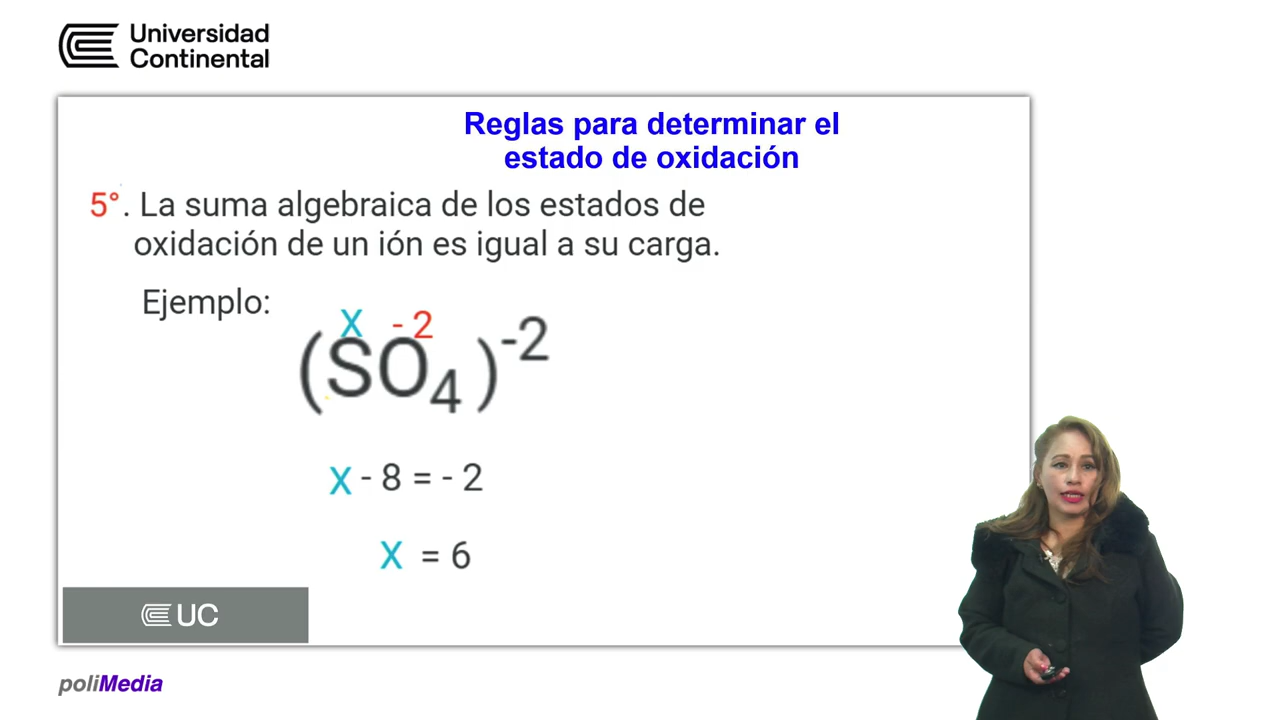 Universidad
Continental
Reglas para determinar el
estado de oxidación
5°. La suma algebraica de los estados de
oxidación de un ión es igual a su carga.
Ejemplo:
X -2
(SO₄)⁻²
X - 8 = - 2
X = 6
UC
poliMedia